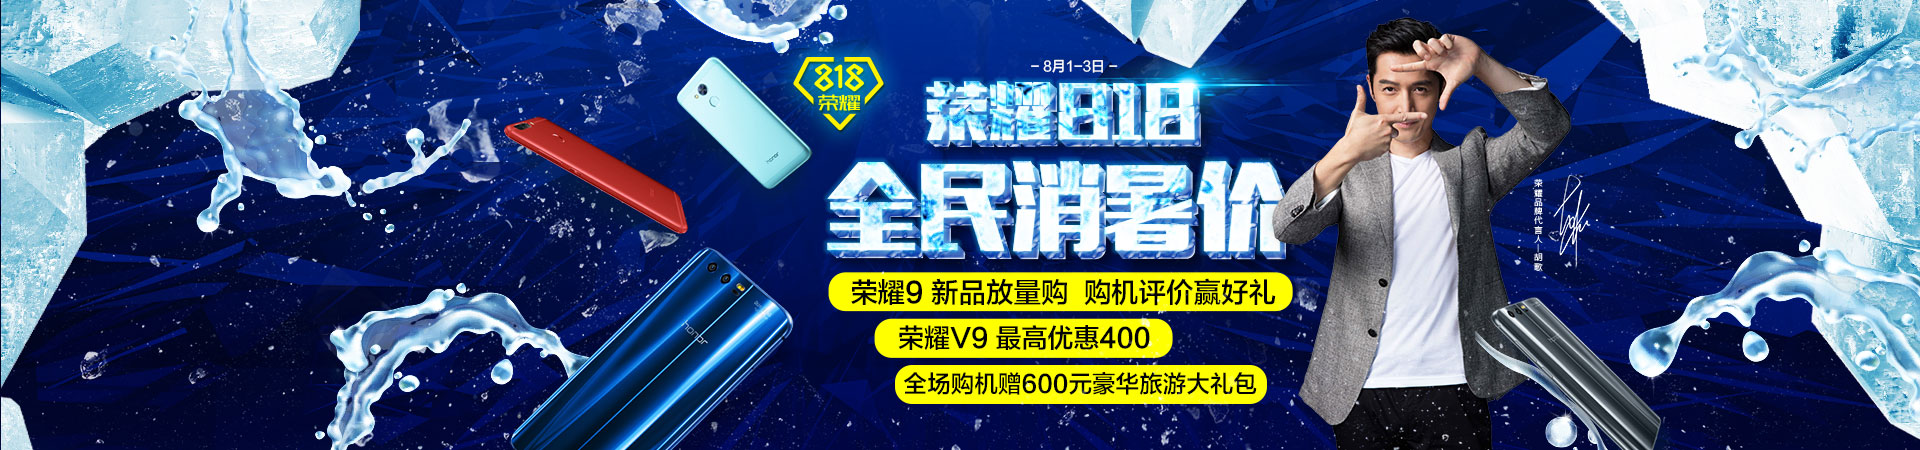 818
荣耀
– 8月1-3日 –
荣耀818
全民消暑价
荣耀9 新品放量购 购机评价赢好礼
荣耀V9 最高优惠400
全场购机赠600元豪华旅游大礼包
荣耀品牌代言人—胡歌
honor
honor